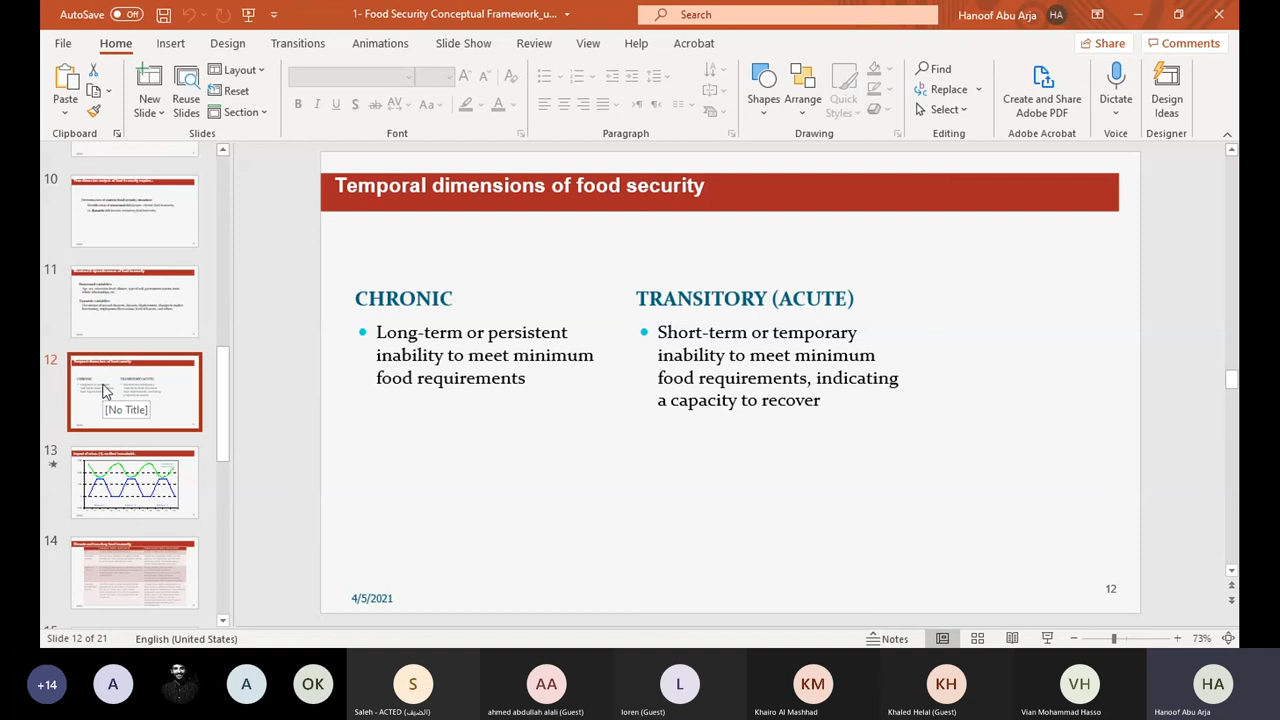 AutoSave Off
1- Food Security Conceptual Framework_u...
Search
Hanoof Abu Arja HA
File Home Insert Design Transitions Animations Slide Show Review View Help Acrobat
Share Comments
Paste
New Slide
Reuse Slides
Layout
Reset
Section
Shapes
Arrange
Quick Styles
Find
Replace
Select
Create and Share Adobe PDF
Dictate
Design Ideas
Clipboard Slides Font Paragraph Drawing Editing Adobe Acrobat Voice Designer
10
11
12
[No Title]
13
14
Temporal dimensions of food security
CHRONIC
Long-term or persistent
inability to meet minimum
food requirements
TRANSITORY (ACUTE)
Short-term or temporary
inability to meet minimum
food requirements, indicating
a capacity to recover
4/5/2021
12
Slide 12 of 21 English (United States) Notes 73%
+14 A A OK S AA L KM KH VH HA
Saleh - ACTED (الضيف) ahmed abdullah alali (Guest) loren (Guest) Khairo Al Mashhad Khaled Helal (Guest) Vian Mohammad Hasso Hanoof Abu Arja